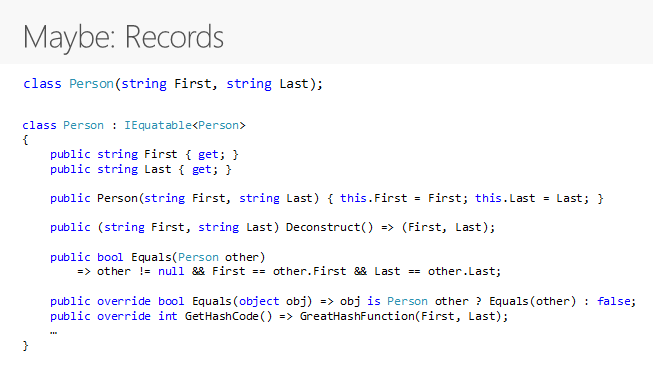 Maybe: Records
class Person(string First, string Last);
class Person : IEquatable<Person>
{
    public string First { get; }
    public string Last { get; }
    public Person(string First, string Last) { this.First = First; this.Last = Last; }
    public (string First, string Last) Deconstruct() => (First, Last);
    public bool Equals(Person other)
        => other != null && First == other.First && Last == other.Last;
    public override bool Equals(object obj) => obj is Person other ? Equals(other) : false;
    public override int GetHashCode() => GreatHashFunction(First, Last);
    …
}